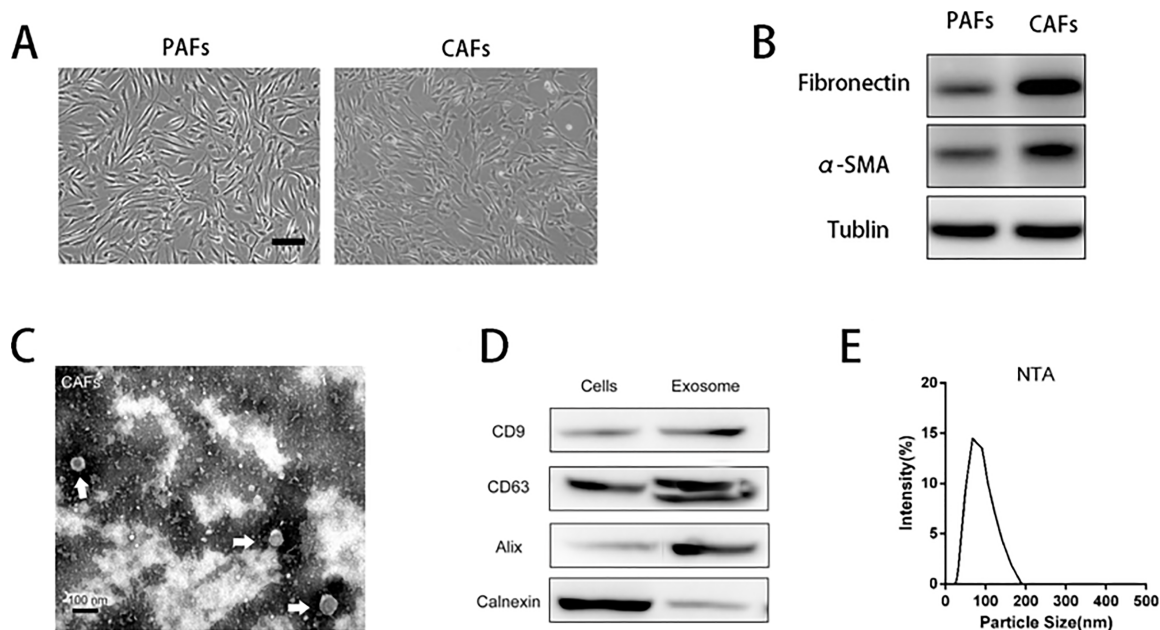 A
PAFs
CAFs
B
PAFs
CAFs
Fibronectin
α-SMA
Tublin
C
CAFs
100 nm
D
Cells
Exosome
CD9
CD63
Alix
Calnexin
E
NTA
Intensity(%)
20
15
10
5
0
0
100
200
300
400
500
Particle Size(nm)